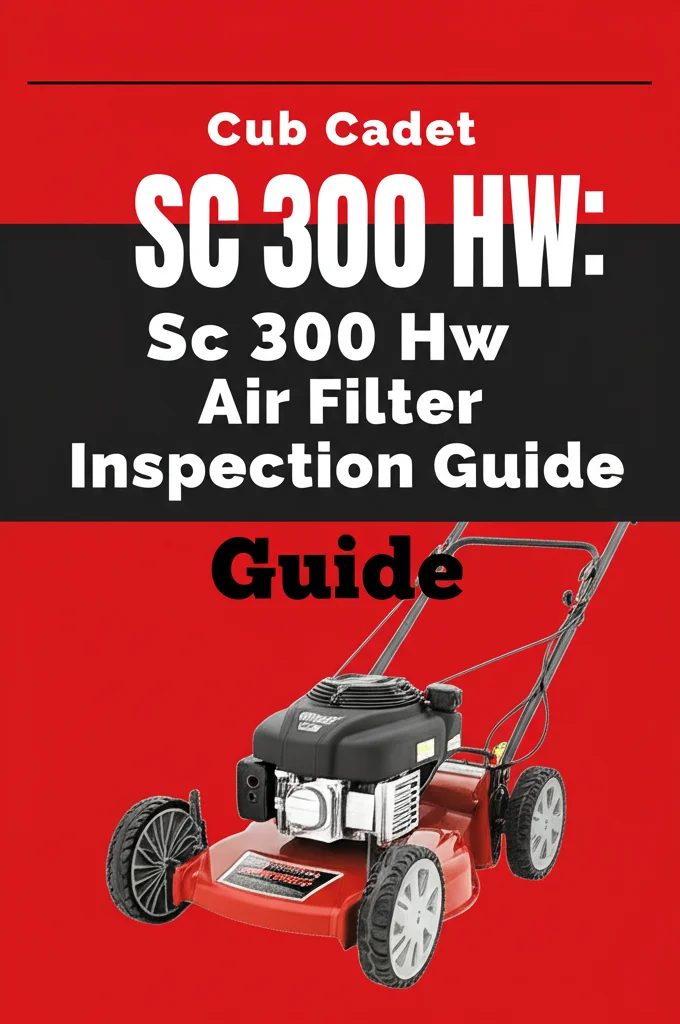 Cub Cadet
SC 300 HW:
Sc 300 Hw
Air Filter
Inspection Guide
Guide